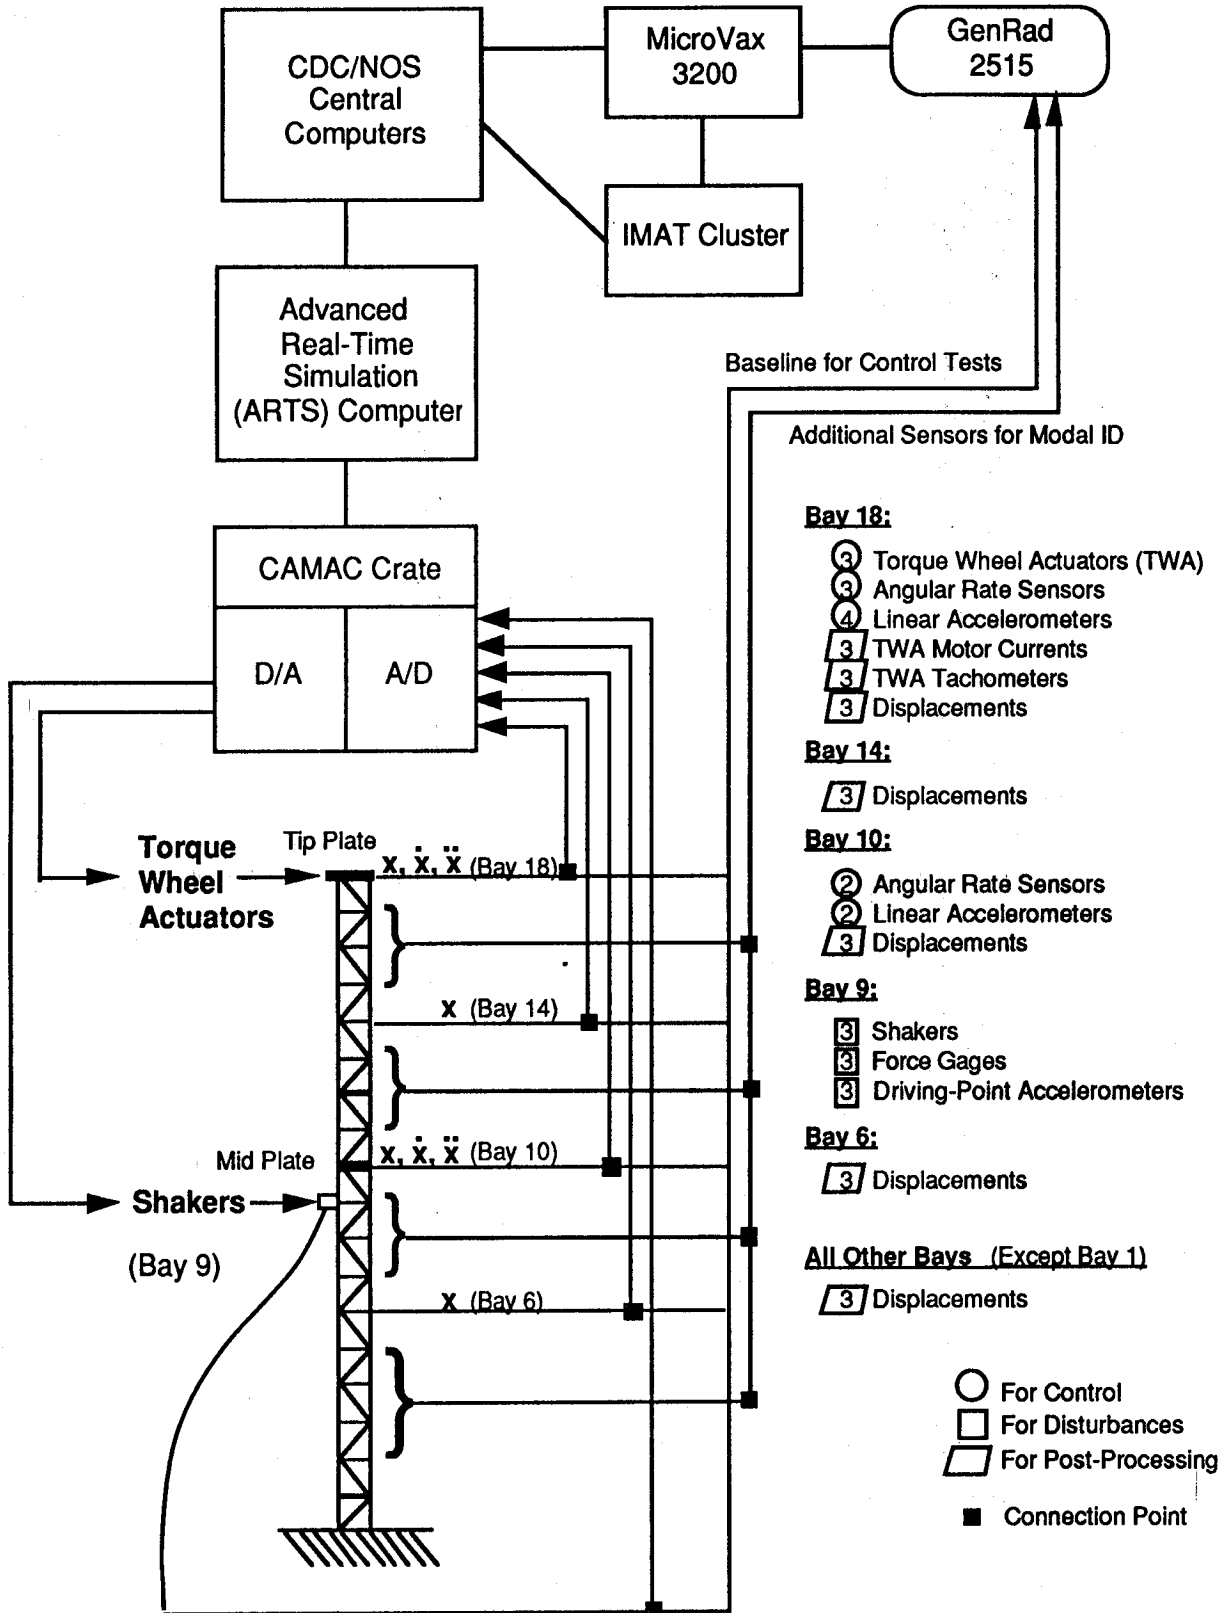 CDC/NOS
Central
Computers
MicroVax
3200
GenRad
2515
IMAT Cluster
Advanced
Real-Time
Simulation
(ARTS) Computer
Baseline for Control Tests
Additional Sensors for Modal ID
CAMAC Crate
D/A
A/D
Bay 18:
3 Torque Wheel Actuators (TWA)
3 Angular Rate Sensors
4 Linear Accelerometers
3 TWA Motor Currents
3 TWA Tachometers
3 Displacements
Bay 14:
3 Displacements
Bay 10:
2 Angular Rate Sensors
2 Linear Accelerometers
3 Displacements
Bay 9:
3 Shakers
3 Force Gages
3 Driving-Point Accelerometers
Bay 6:
3 Displacements
All Other Bays (Except Bay 1)
3 Displacements
Torque
Wheel
Actuators
Tip Plate
x, ẋ, ẍ (Bay 18)
x (Bay 14)
Mid Plate
x, ẋ, ẍ (Bay 10)
Shakers
(Bay 9)
x (Bay 6)
For Control
For Disturbances
For Post-Processing
Connection Point